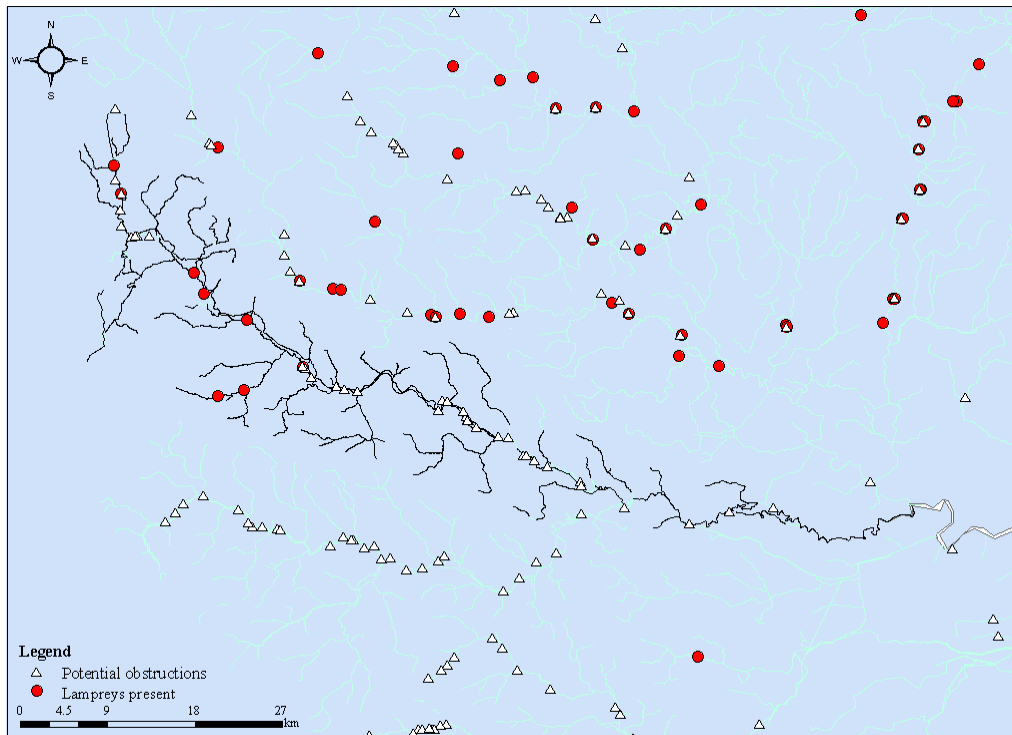 N
W E
S
Legend
Potential obstructions
Lampreys present
0 4.5 9 18 27
km